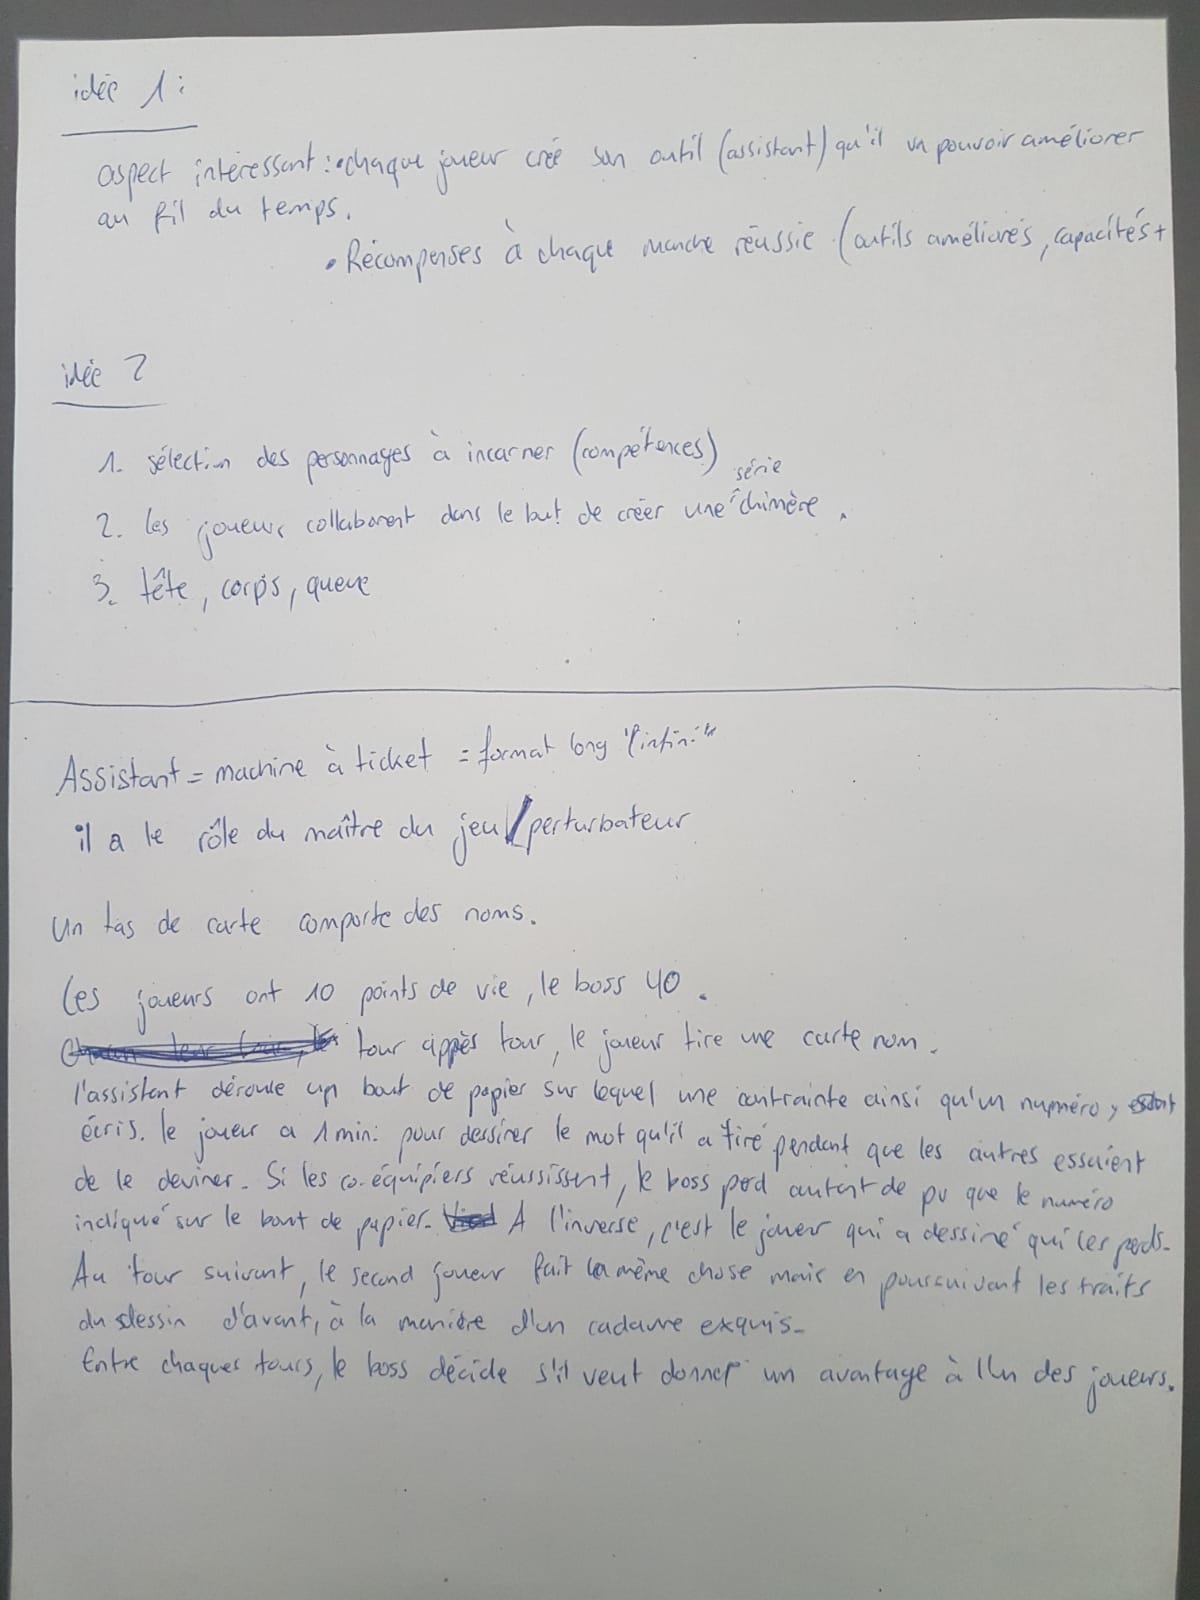 idée 1 :
aspect intéressant : • chaque joueur crée son outil (assistant) qu'il va pouvoir améliorer
au fil du temps.
• Récompenses à chaque manche réussie (outils améliorés, capacités +
idée 2
1. sélection des personnages à incarner (compétences)
série
2. les joueurs collaborent dans le but de créer une chimère.
3. tête, corps, queue
Assistant = machine à ticket = format long "infini"
il a le rôle du maître du jeu/perturbateur
Un tas de carte comporte des noms.
Les joueurs ont 10 points de vie, le boss 40.
tour après tour, le joueur tire une carte nom.
l'assistant déroule un bout de papier sur lequel une contrainte ainsi qu'un numéro y
écris. le joueur a 1 min : pour dessiner le mot qu'il a tiré pendant que les autres essaient
de le deviner. Si les co-équipiers réussissent, le boss perd autant de pv que le numéro
indiqué sur le bout de papier. A l'inverse, c'est le joueur qui a dessiné qui les perds.
Au tour suivant, le second joueur fait la même chose mais en poursuivant les traits
du dessin d'avant, à la manière d'un cadavre exquis.
Entre chaques tours, le boss décide s'il veut donner un avantage à l'un des joueurs.